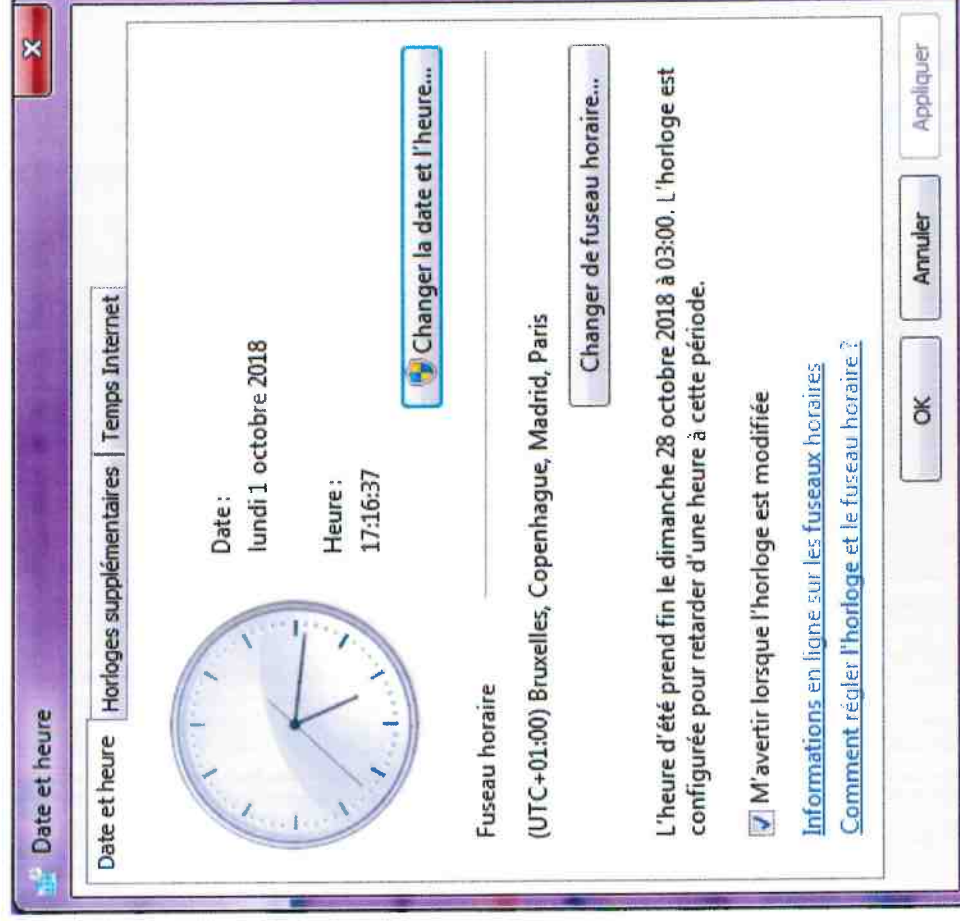 Date et heure
X
Date et heure
Horloges supplémentaires
Temps Internet
Date :
lundi 1 octobre 2018
Heure :
17:16:37
Changer la date et l'heure...
Fuseau horaire
(UTC+01:00) Bruxelles, Copenhague, Madrid, Paris
Changer de fuseau horaire...
L'heure d'été prend fin le dimanche 28 octobre 2018 à 03:00. L'horloge est
configurée pour retarder d'une heure à cette période.
M'avertir lorsque l'horloge est modifiée
Informations en ligne sur les fuseaux horaires
Comment régler l'horloge et le fuseau horaire ?
OK
Annuler
Appliquer